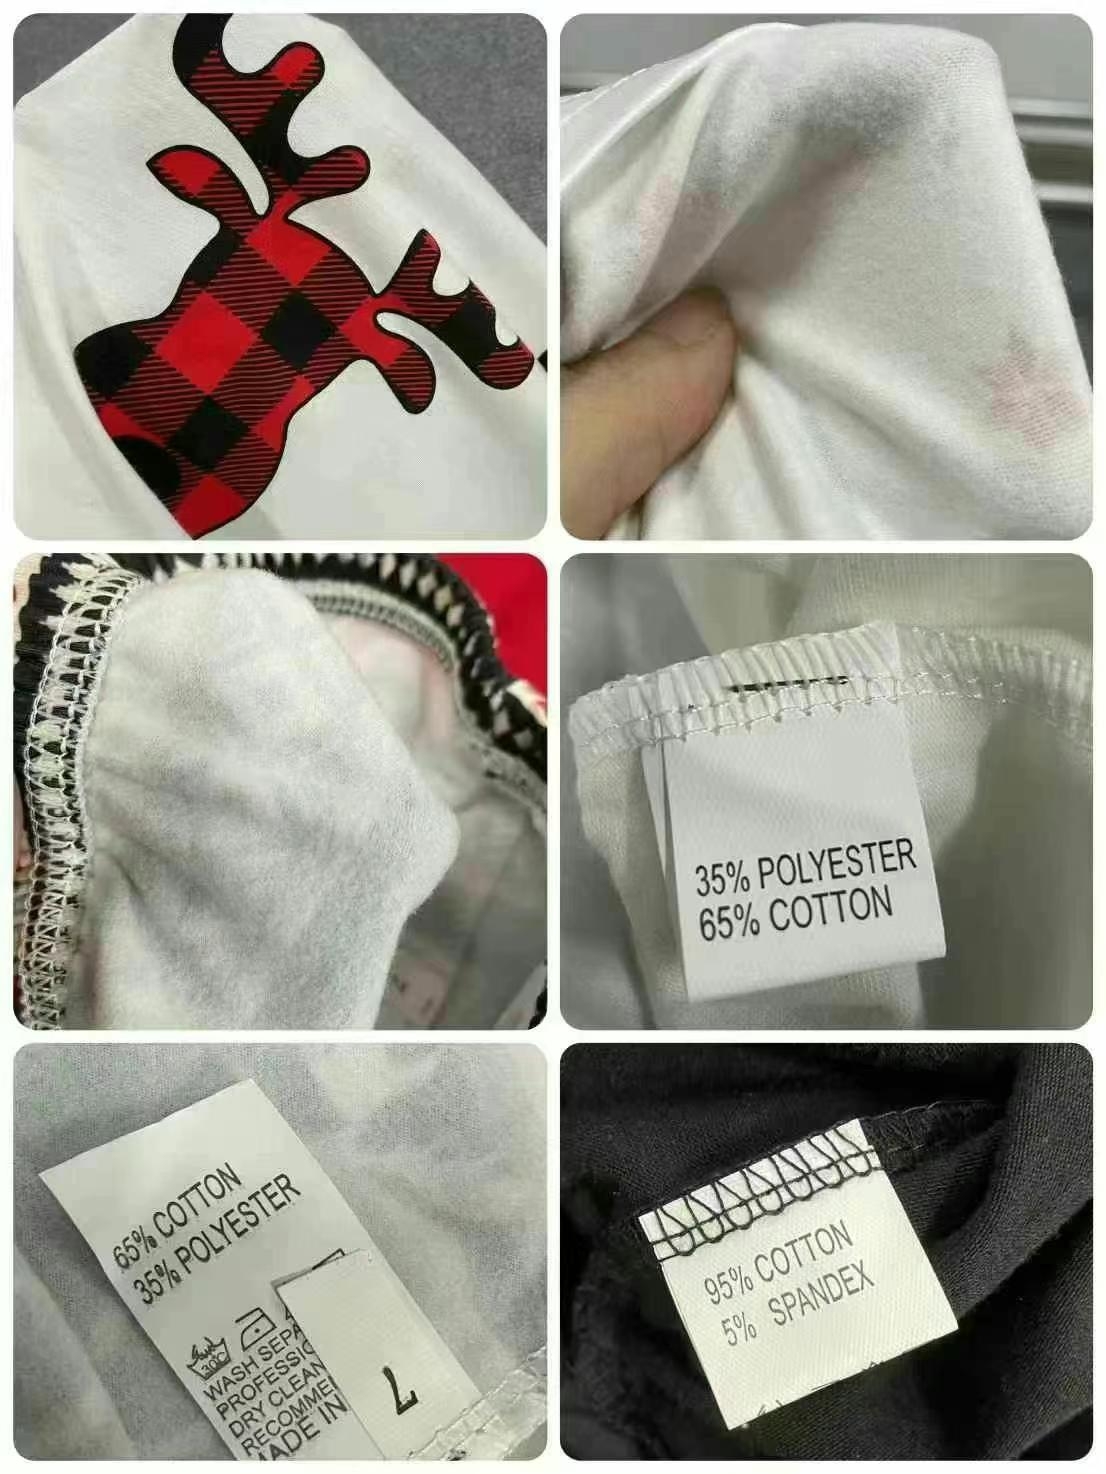 35% POLYESTER
65% COTTON
65% COTTON
35% POLYESTER
30C
WASH SEPA
PROFESSIO
DRY CLEAN
RECOMME
MADE IN
L
95% COTTON
5% SPANDEX